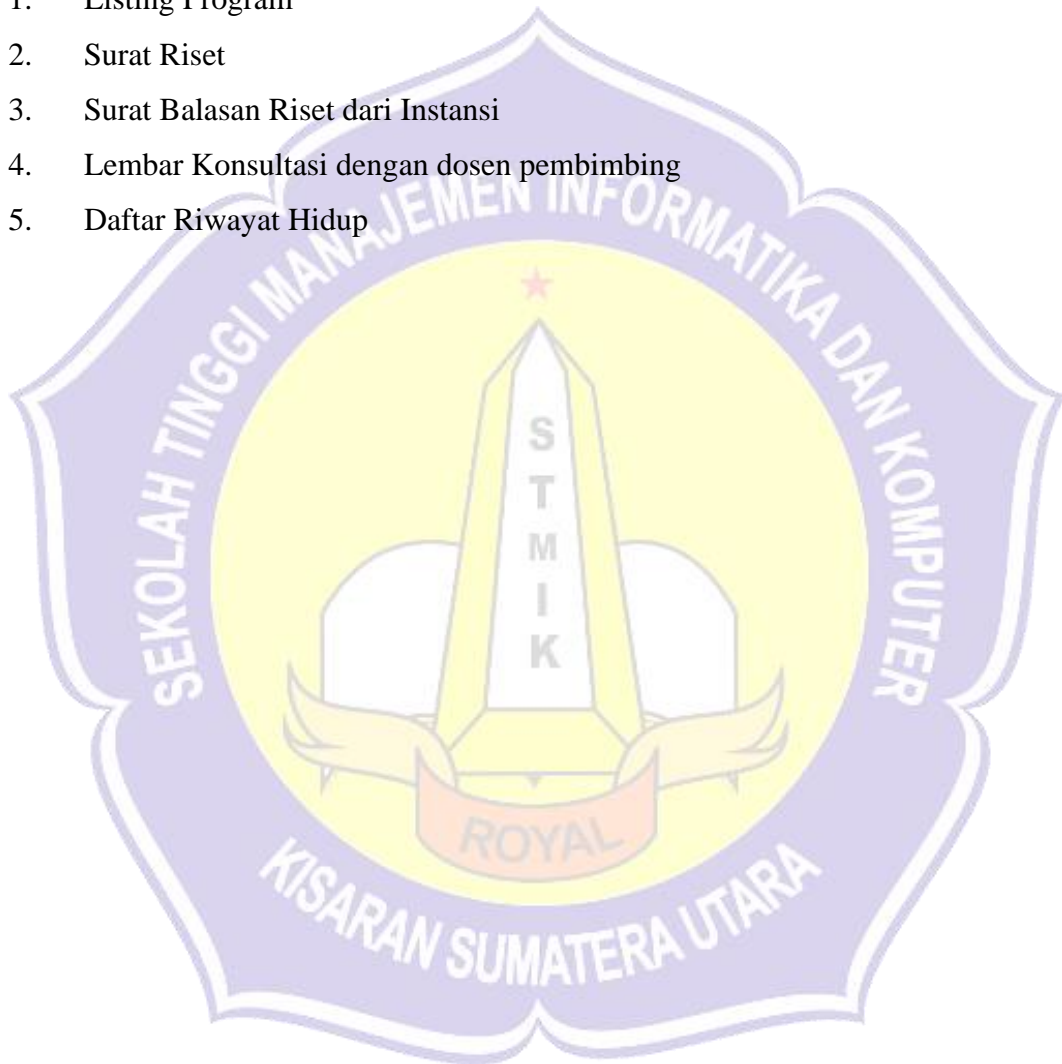 1. Listing Program
2. Surat Riset
3. Surat Balasan Riset dari Instansi
4. Lembar Konsultasi dengan dosen pembimbing
5. Daftar Riwayat Hidup
SEKOLAH TINGGI MANAJEMEN INFORMATIKA DAN KOMPUTER
S
T
M
I
K
ROYAL
KISARAN SUMATERA UTARA